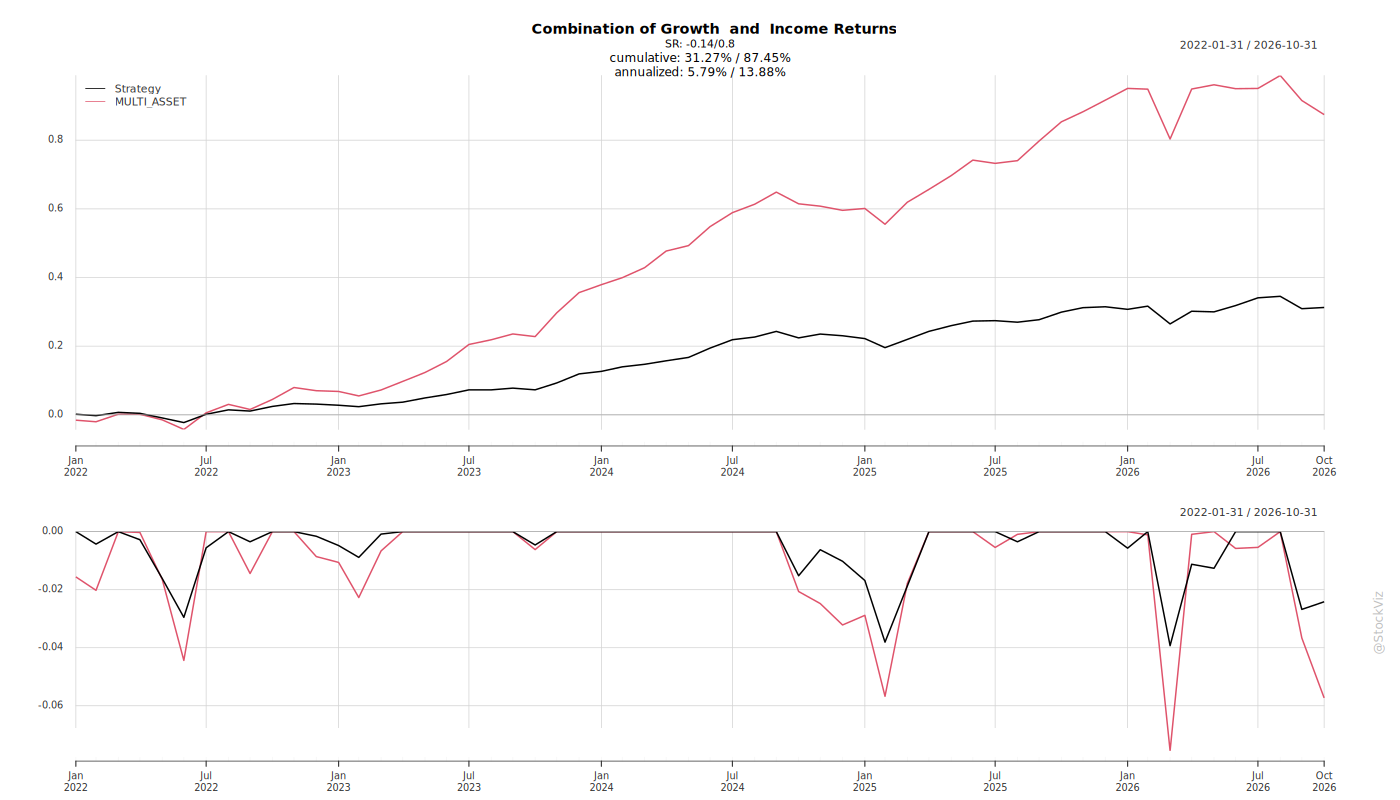 Combination of Growth  and  Income Returns
SR: -0.14/0.8
cumulative: 31.27% / 87.45%
annualized: 5.79% / 13.88%
2022-01-31 / 2026-10-31
Strategy
MULTI_ASSET
0.8
0.6
0.4
0.2
0.0
Jan Jul Jan Jul Jan Jul Jan Jul Jan Jul Oct
2022 2022 2023 2023 2024 2024 2025 2025 2026 2026 2026
2022-01-31 / 2026-10-31
0.00
-0.02
-0.04
-0.06
Jan Jul Jan Jul Jan Jul Jan Jul Jan Jul Oct
2022 2022 2023 2023 2024 2024 2025 2025 2026 2026 2026
@StockViz